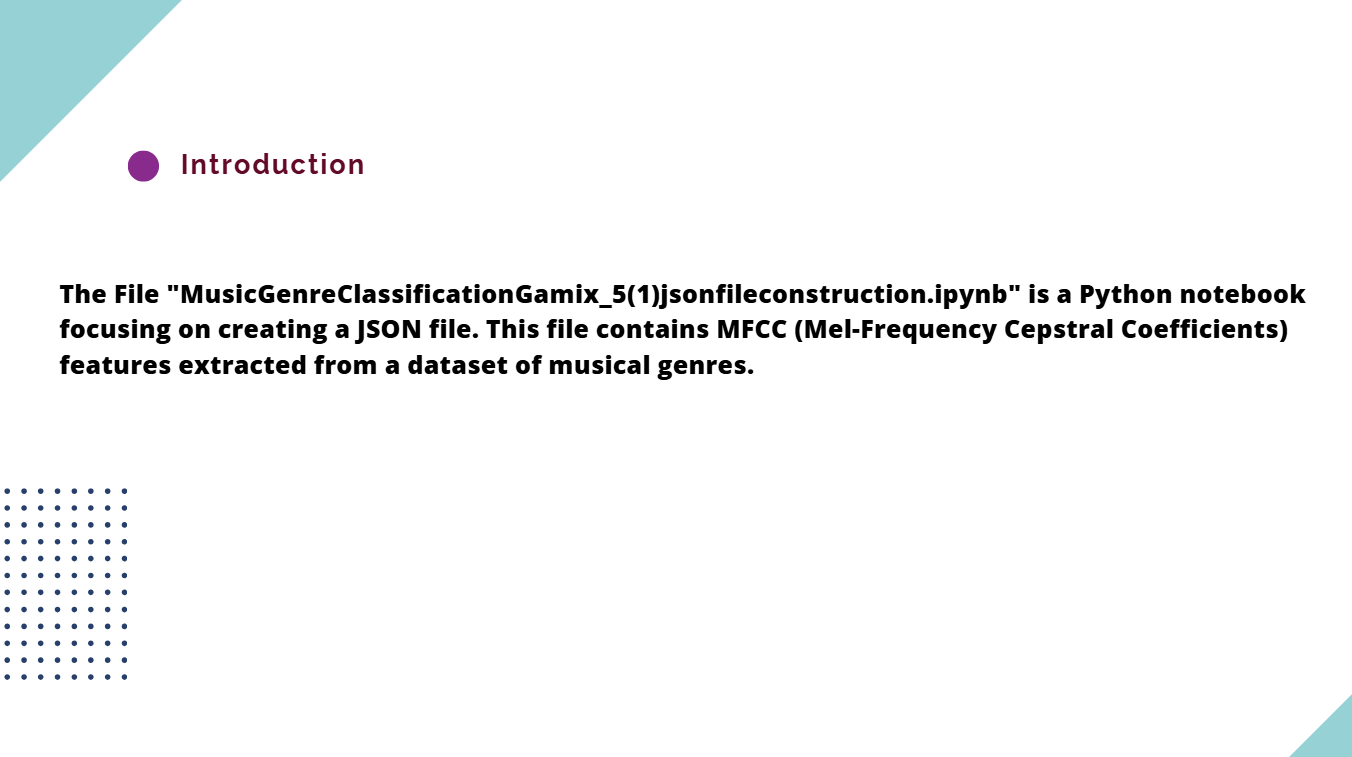 Introduction
The File "MusicGenreClassificationGamix_5(1)jsonfileconstruction.ipynb" is a Python notebook
focusing on creating a JSON file. This file contains MFCC (Mel-Frequency Cepstral Coefficients)
features extracted from a dataset of musical genres.